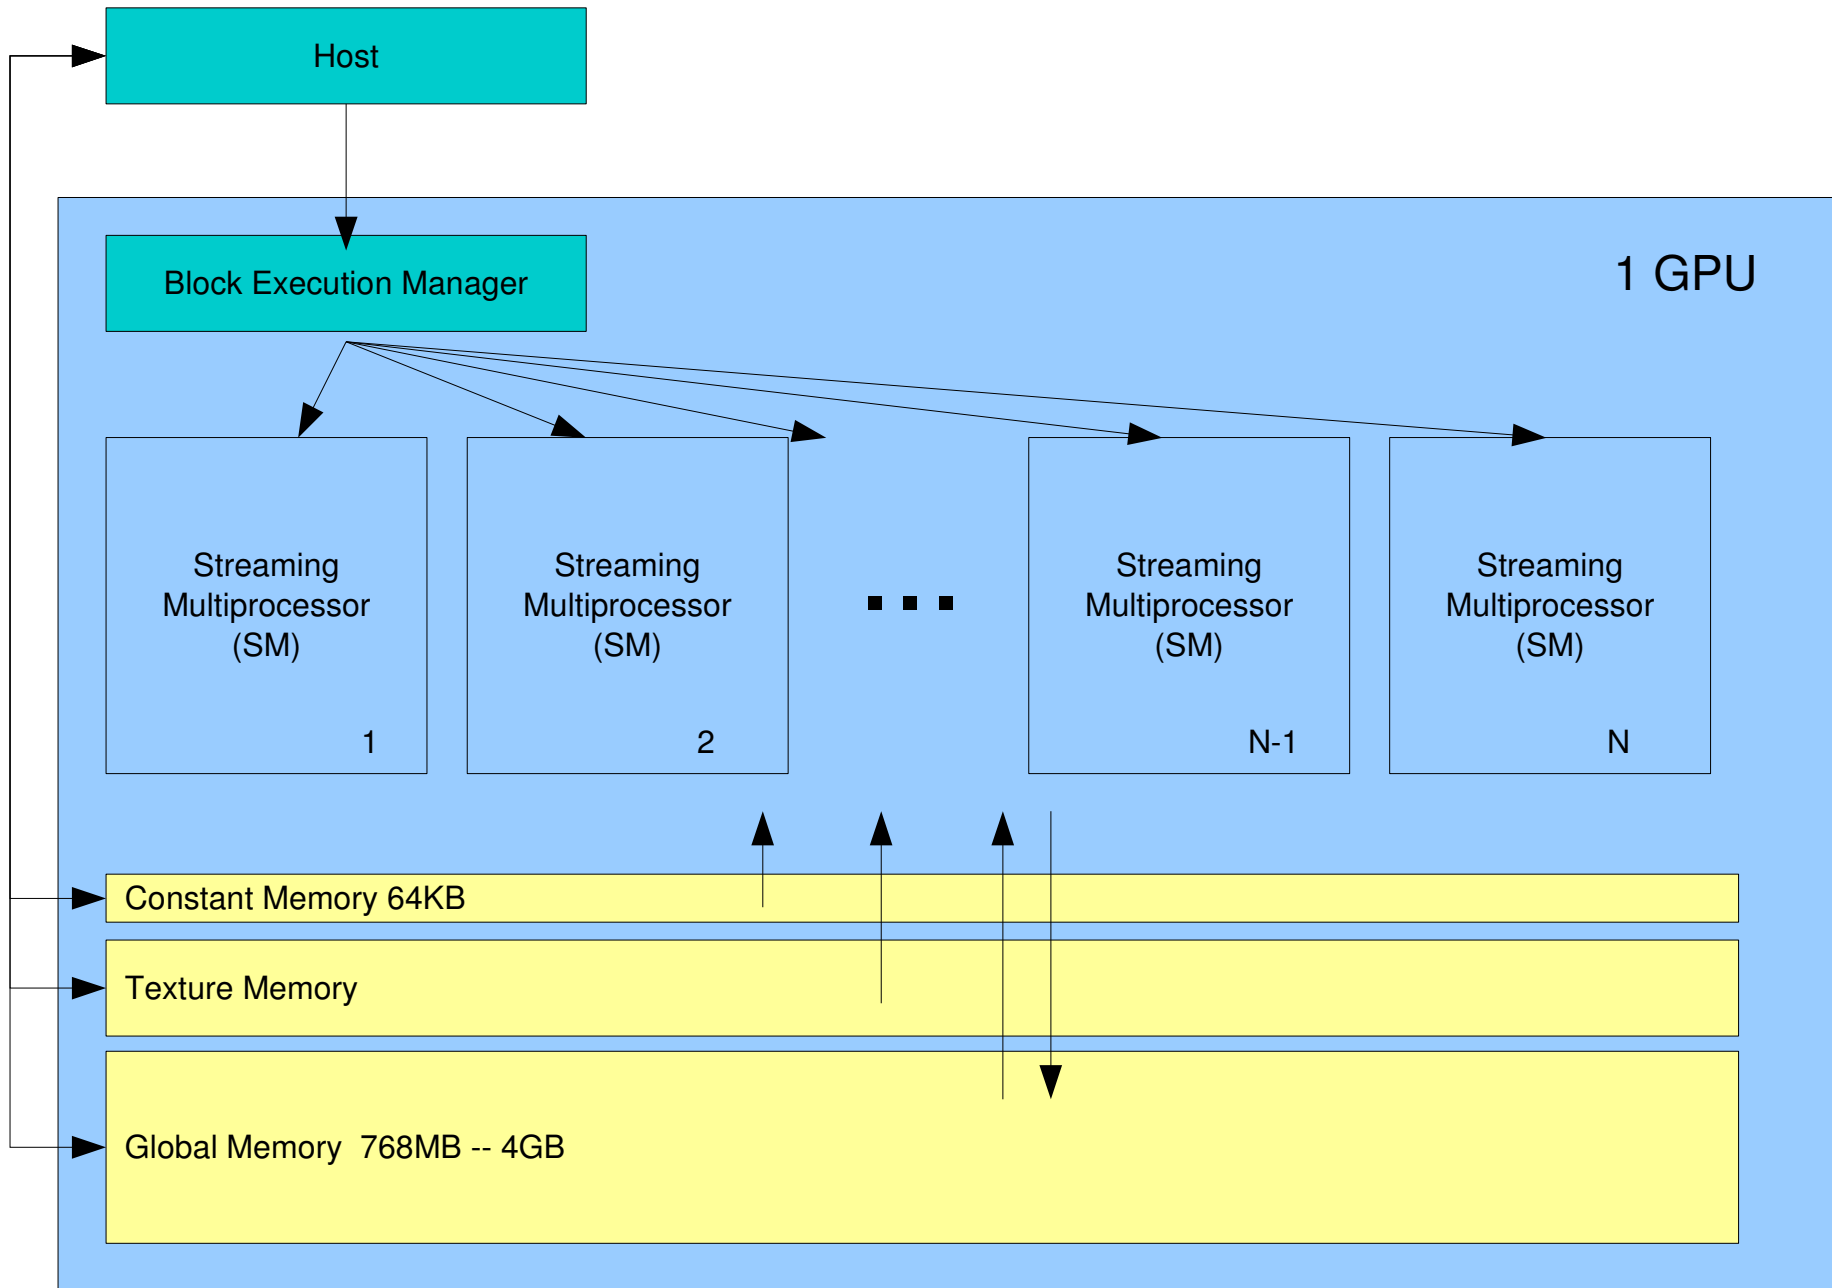 Host
Block Execution Manager
1 GPU
Streaming
Multiprocessor
(SM)
1
Streaming
Multiprocessor
(SM)
2
Streaming
Multiprocessor
(SM)
N-1
Streaming
Multiprocessor
(SM)
N
Constant Memory 64KB
Texture Memory
Global Memory  768MB -- 4GB